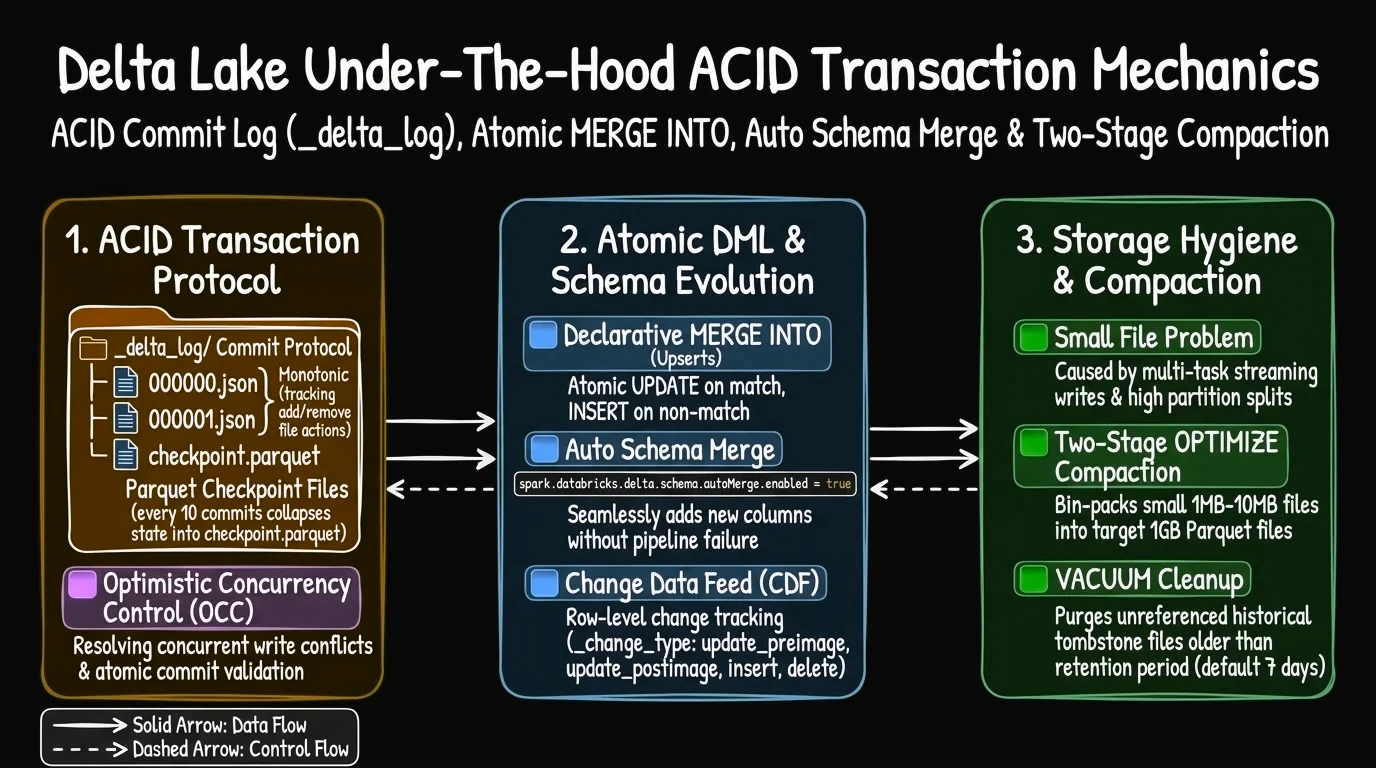 Delta Lake Under-The-Hood ACID Transaction Mechanics
ACID Commit Log (_delta_log), Atomic MERGE INTO, Auto Schema Merge & Two-Stage Compaction
1. ACID Transaction
Protocol
_delta_log/ Commit Protocol
000000.json
000001.json
Monotonic
(tracking
add/remove
file actions)
checkpoint.parquet
Parquet Checkpoint Files
(every 10 commits collapses
state into checkpoint.parquet)
Optimistic Concurrency
Control (OCC)
Resolving concurrent write conflicts
& atomic commit validation
2. Atomic DML &
Schema Evolution
Declarative MERGE INTO
(Upserts)
Atomic UPDATE on match,
INSERT on non-match
Auto Schema Merge
spark.databricks.delta.schema.autoMerge.enabled = true
Seamlessly adds new columns
without pipeline failure
Change Data Feed (CDF)
Row-level change tracking
(_change_type: update_preimage,
update_postimage, insert, delete)
3. Storage Hygiene
& Compaction
Small File Problem
Caused by multi-task streaming
writes & high partition splits
Two-Stage OPTIMIZE
Compaction
Bin-packs small 1MB-10MB files
into target 1GB Parquet files
VACUUM Cleanup
Purges unreferenced historical
tombstone files older than
retention period (default 7 days)
Solid Arrow: Data Flow
Dashed Arrow: Control Flow